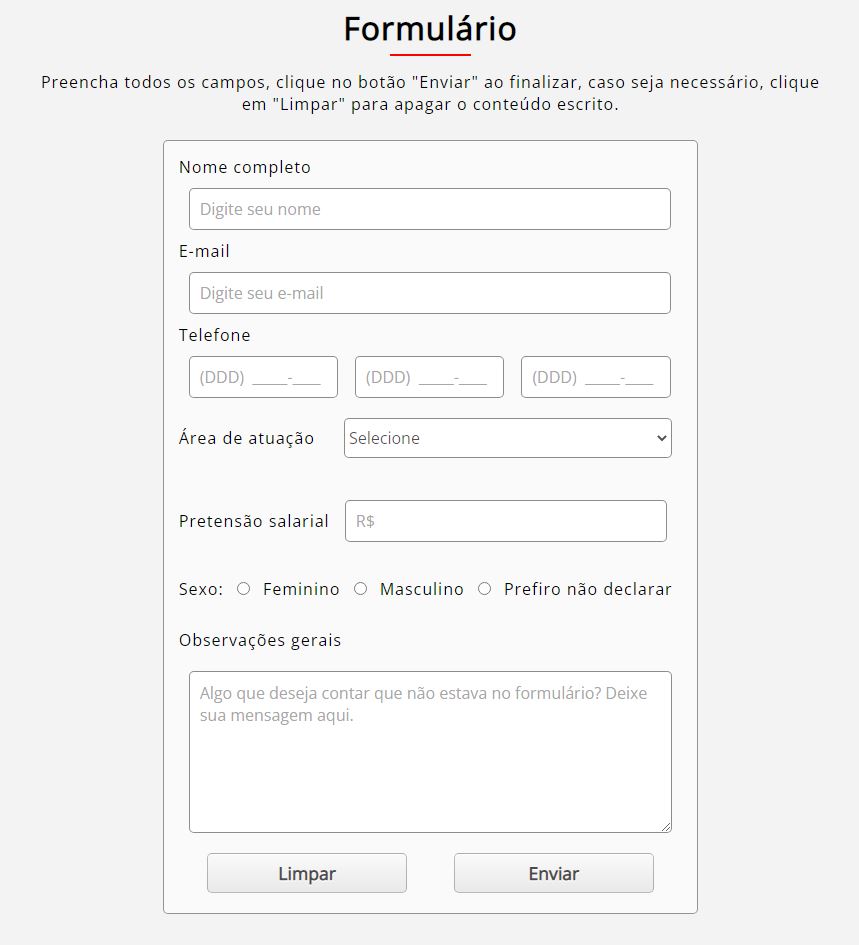 Formulário
Preencha todos os campos, clique no botão "Enviar" ao finalizar, caso seja necessário, clique
em "Limpar" para apagar o conteúdo escrito.
Nome completo
Digite seu nome
E-mail
Digite seu e-mail
Telefone
(DDD) ____-___ (DDD) ____-___ (DDD) ____-___
Área de atuação Selecione
Pretensão salarial R$
Sexo: Feminino Masculino Prefiro não declarar
Observações gerais
Algo que deseja contar que não estava no formulário? Deixe
sua mensagem aqui.
Limpar Enviar